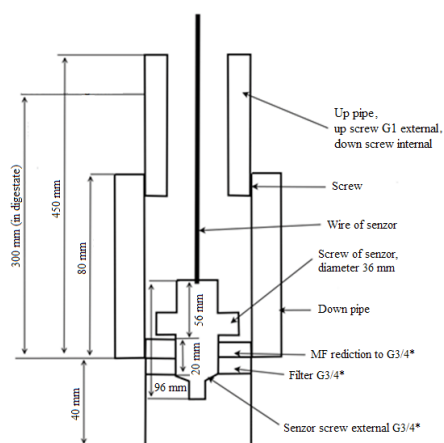 Up pipe,
up screw G1 external,
down screw internal
Screw
Wire of senzor
Screw of senzor,
diameter 36 mm
Down pipe
MF rediction to G3/4*
Filter G3/4*
Senzor screw external G3/4*
300 mm (in digestate)
450 mm
80 mm
56 mm
20 mm
96 mm
40 mm